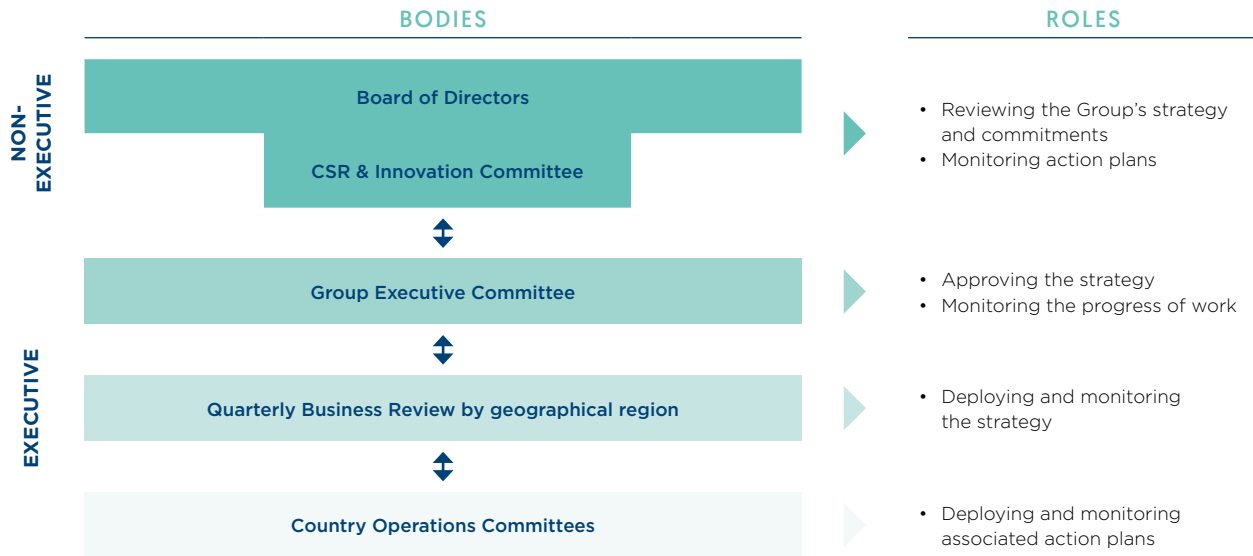 BODIES
ROLES
NON-
EXECUTIVE
Board of Directors
CSR & Innovation Committee
• Reviewing the Group's strategy
and commitments
• Monitoring action plans
EXECUTIVE
Group Executive Committee
• Approving the strategy
• Monitoring the progress of work
Quarterly Business Review by geographical region
• Deploying and monitoring
the strategy
Country Operations Committees
• Deploying and monitoring
associated action plans